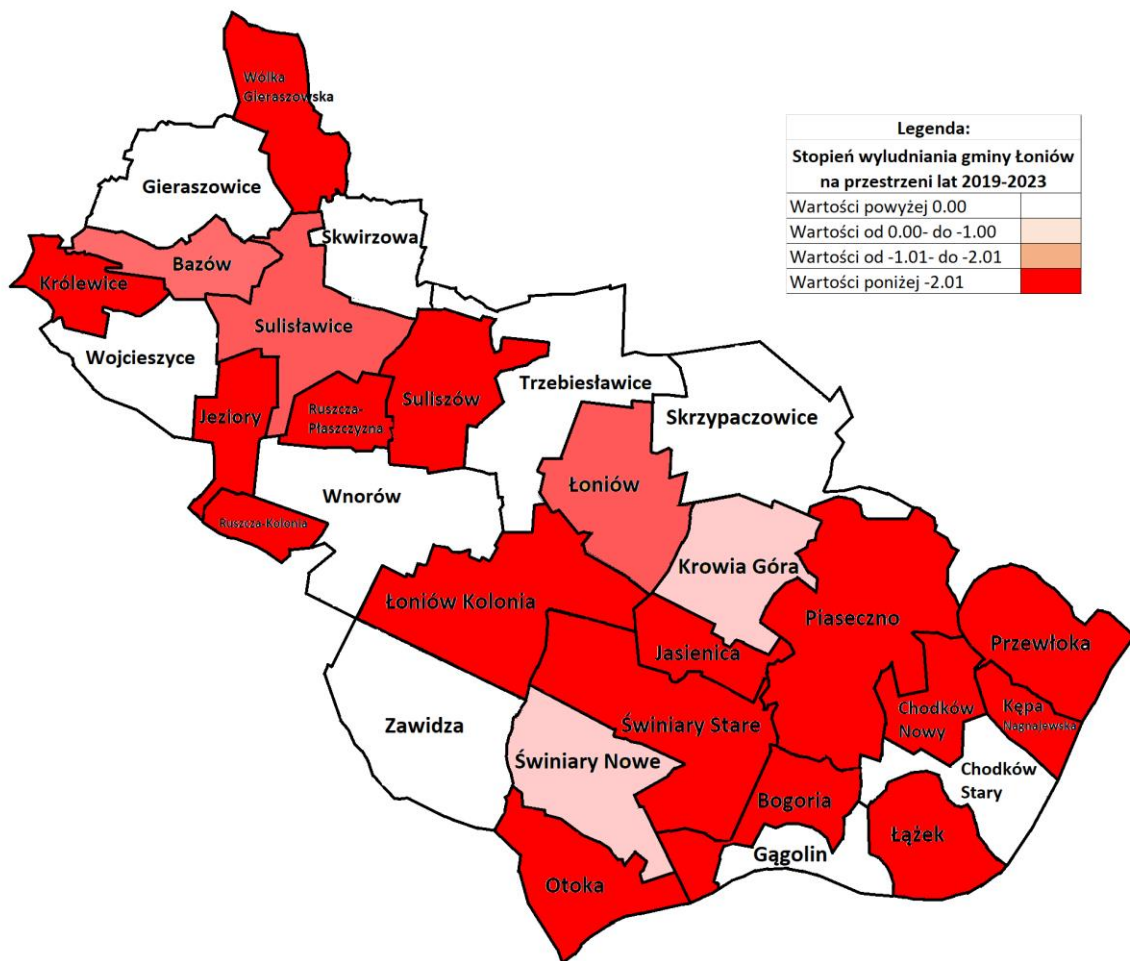 Wólka
Gieraszowska
Legenda:
Stopień wyludniania gminy Łoniów
na przestrzeni lat 2019-2023
Wartości powyżej 0.00
Wartości od 0.00- do -1.00
Wartości od -1.01- do -2.01
Wartości poniżej -2.01
Gieraszowice
Skwirzowa
Bazów
Królewice
Sulisławice
Wojcieszyce
Trzebiesławice
Suliszów
Ruszcza-
Płaszczyzna
Jeziory
Skrzypaczowice
Łoniów
Wnorów
Ruszcza-Kolonia
Krowia Góra
Łoniów Kolonia
Piaseczno
Przewłoka
Jasienica
Chodków
Nowy
Kępa
Nagnajewska
Zawidza
Świniary Stare
Świniary Nowe
Chodków
Stary
Bogoria
Łążek
Gągolin
Otoka